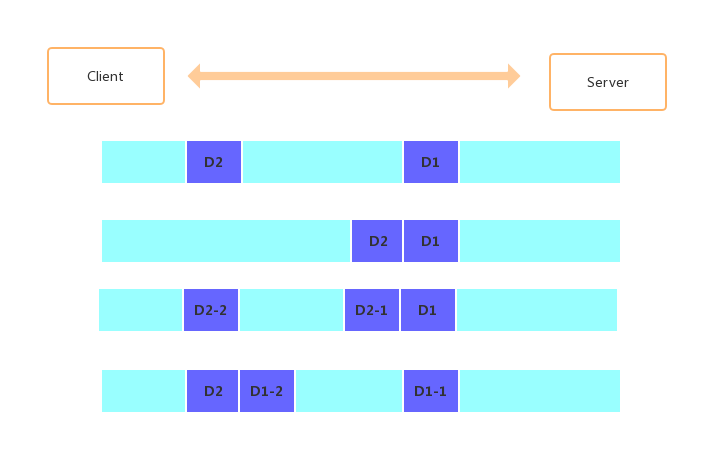 Client
Server
D2 D1
D2 D1
D2-2 D2-1 D1
D2 D1-2 D1-1